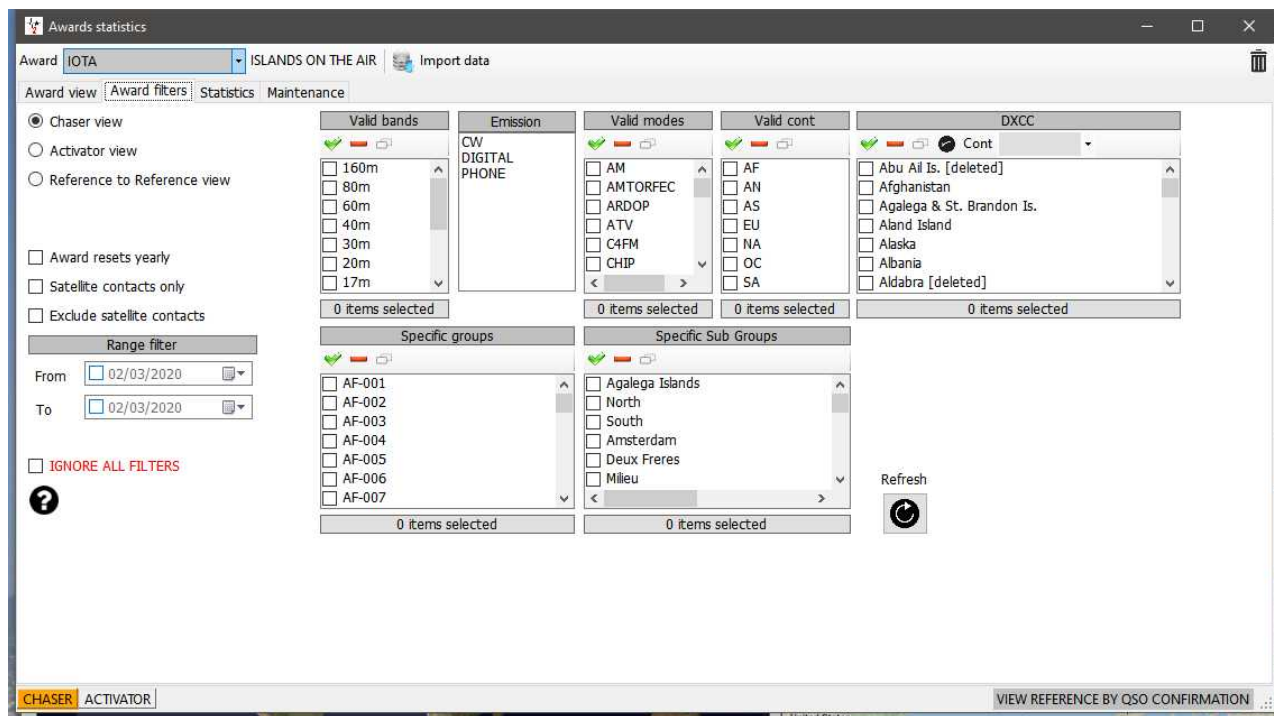 Awards statistics
Award IOTA ISLANDS ON THE AIR Import data
Award view Award filters Statistics Maintenance
Chaser view
Activator view
Reference to Reference view
Award resets yearly
Satellite contacts only
Exclude satellite contacts
Range filter
From 02/03/2020
To 02/03/2020
IGNORE ALL FILTERS
Valid bands
160m
80m
60m
40m
30m
20m
17m
0 items selected
Emission
CW
DIGITAL
PHONE
Valid modes
AM
AMTORFEC
ARDOP
ATV
C4FM
CHIP
0 items selected
Valid cont
AF
AN
AS
EU
NA
OC
SA
0 items selected
DXCC
Cont
Abu Ail Is. [deleted]
Afghanistan
Agalega & St. Brandon Is.
Aland Island
Alaska
Albania
Aldabra [deleted]
0 items selected
Specific groups
AF-001
AF-002
AF-003
AF-004
AF-005
AF-006
AF-007
0 items selected
Specific Sub Groups
Agalega Islands
North
South
Amsterdam
Deux Freres
Milieu
0 items selected
Refresh
CHASER ACTIVATOR
VIEW REFERENCE BY QSO CONFIRMATION